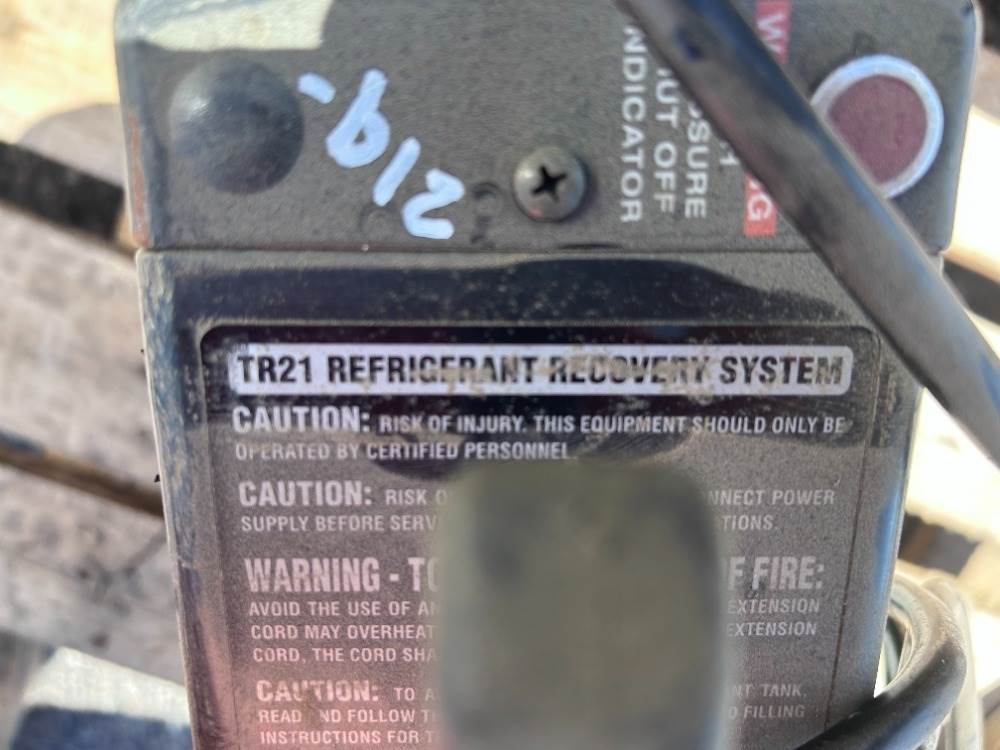 SURE
UT OFF
NDICATOR
TR21 REFRIGERANT RECOVERY SYSTEM
CAUTION: RISK OF INJURY. THIS EQUIPMENT SHOULD ONLY BE
OPERATED BY CERTIFIED PERSONNEL.
CAUTION: RISK O NNECT POWER
SUPPLY BEFORE SERV TIONS.
WARNING - TO F FIRE:
AVOID THE USE OF AN EXTENSION
CORD MAY OVERHEAT EXTENSION
CORD, THE CORD SHA
CAUTION: TO A NT TANK,
READ ND FOLLOW T FILLING
INSTRUCTIONS FOR T